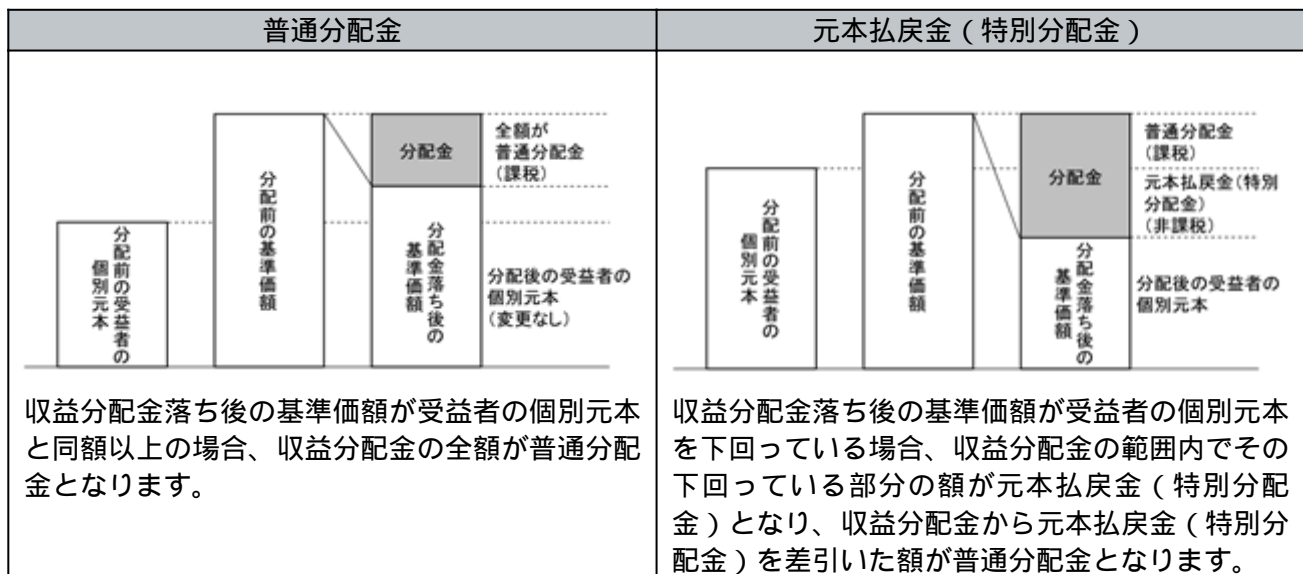 普通分配金
分配前の受益者の
個別元本
分配前の基準価額
分配金
分配金落ち後の
基準価額
全額が
普通分配金
(課税)
分配後の受益者の
個別元本
(変更なし)
収益分配金落ち後の基準価額が受益者の個別元本
と同額以上の場合、収益分配金の全額が普通分配
金となります。
元本払戻金(特別分配金)
分配前の受益者の
個別元本
分配前の基準価額
分配金
分配金落ち後の
基準価額
普通分配金
(課税)
元本払戻金(特別
分配金)
(非課税)
分配後の受益者の
個別元本
収益分配金落ち後の基準価額が受益者の個別元本
を下回っている場合、収益分配金の範囲内でその
下回っている部分の額が元本払戻金(特別分配
金)となり、収益分配金から元本払戻金(特別分
配金)を差引いた額が普通分配金となります。